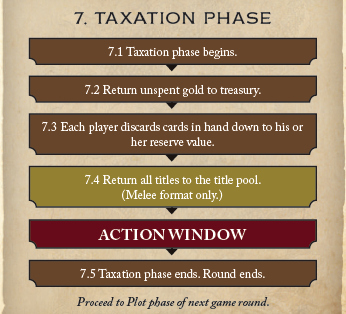 7. TAXATION PHASE
7.1 Taxation phase begins.
7.2 Return unspent gold to treasury.
7.3 Each player discards cards in hand down to his or
her reserve value.
7.4 Return all titles to the title pool.
(Melee format only.)
ACTION WINDOW
7.5 Taxation phase ends. Round ends.
Proceed to Plot phase of next game round.